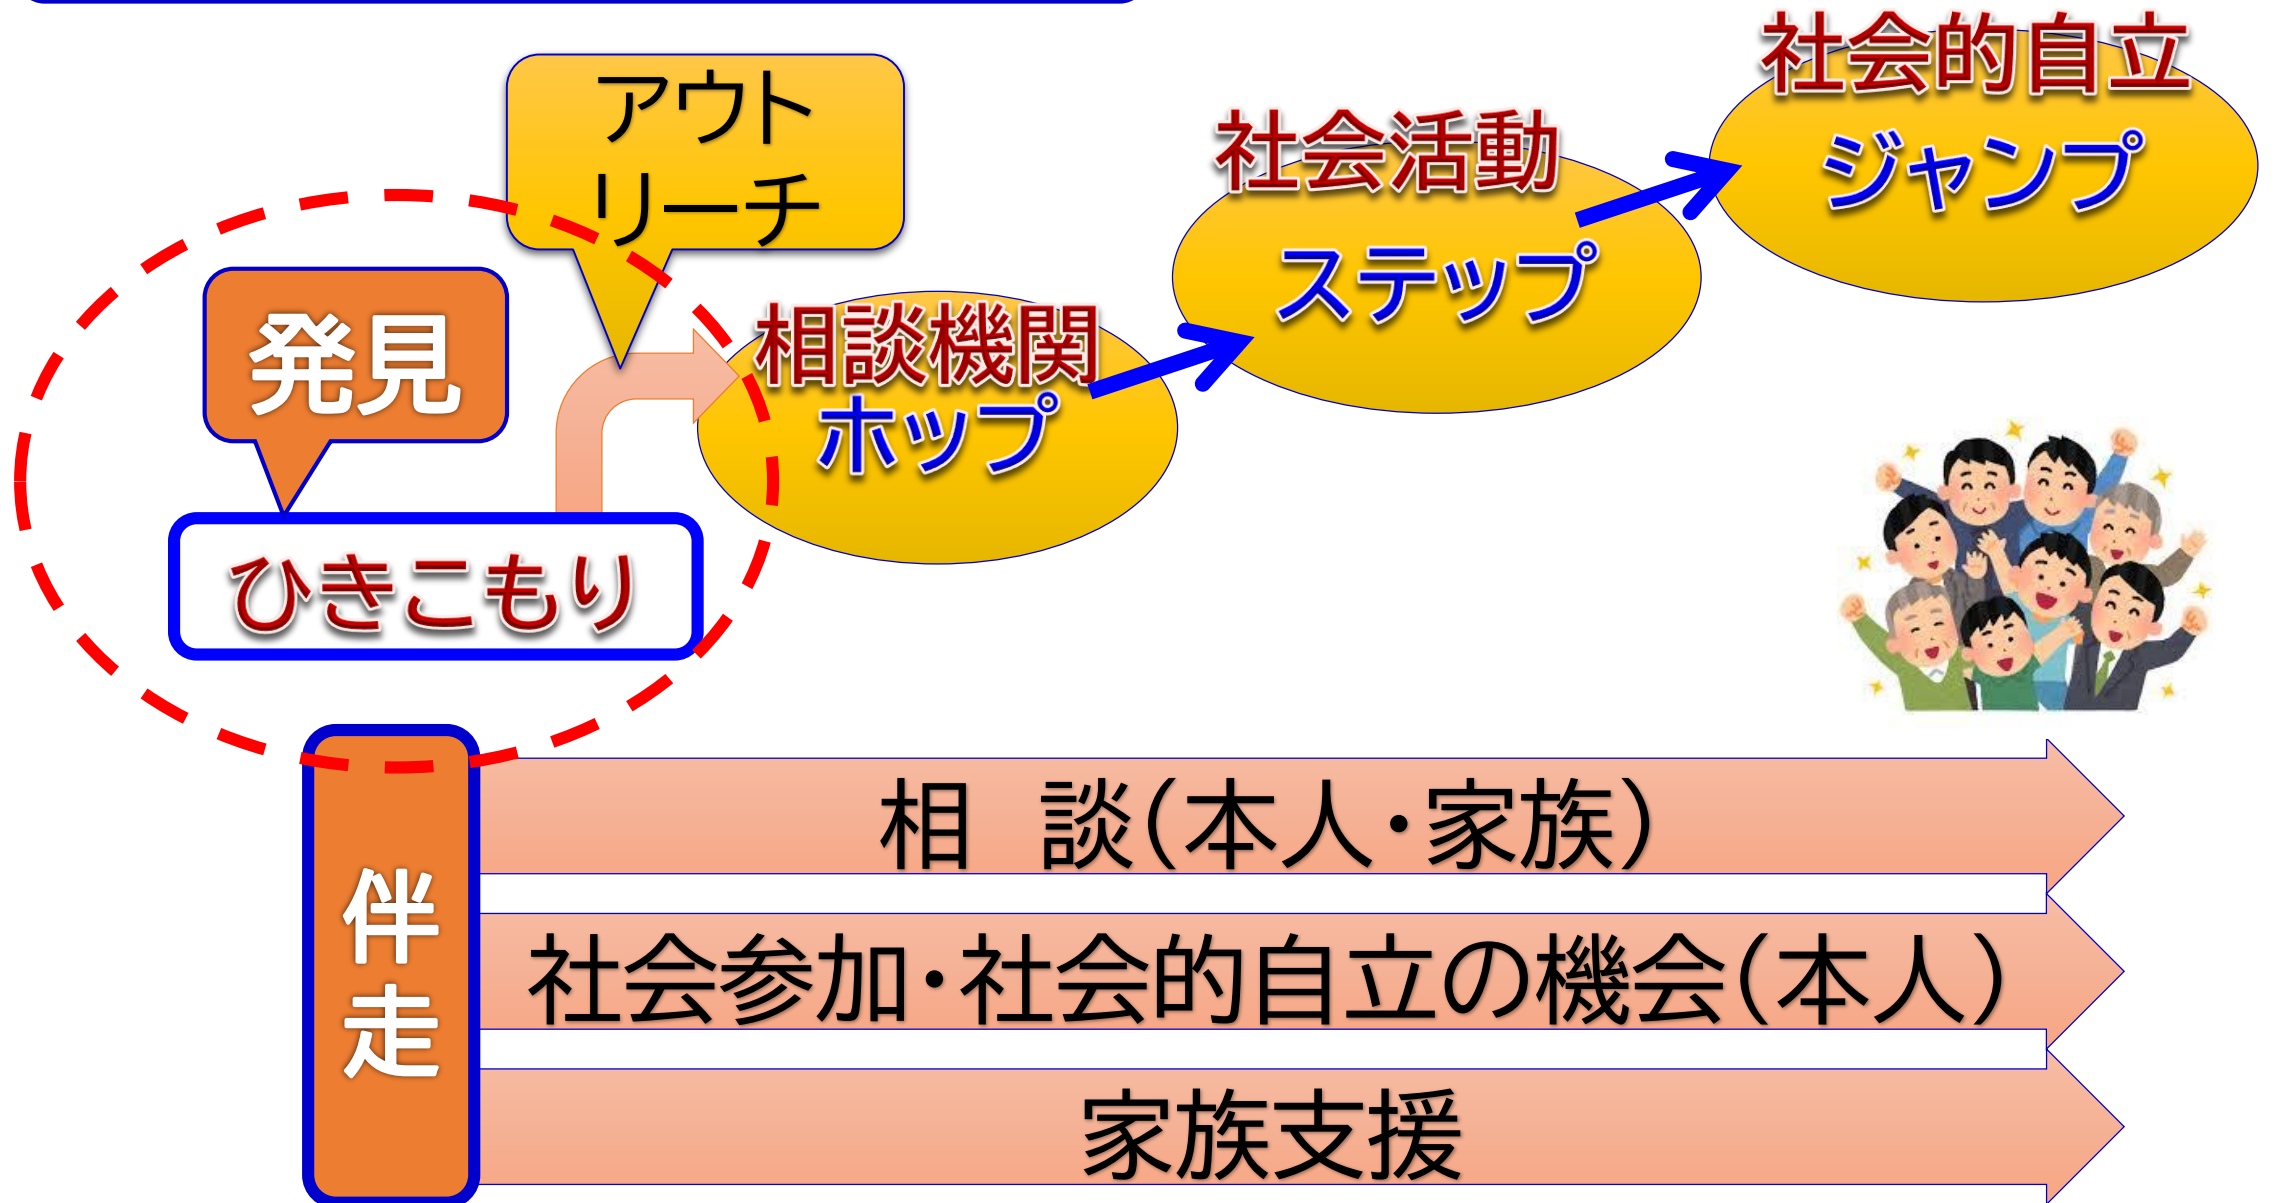 アウト
リーチ
発見
ひきこもり
相談機関
ホップ
社会活動
ステップ
社会的自立
ジャンプ
伴
走
相　談（本人・家族）
社会参加・社会的自立の機会（本人）
家族支援